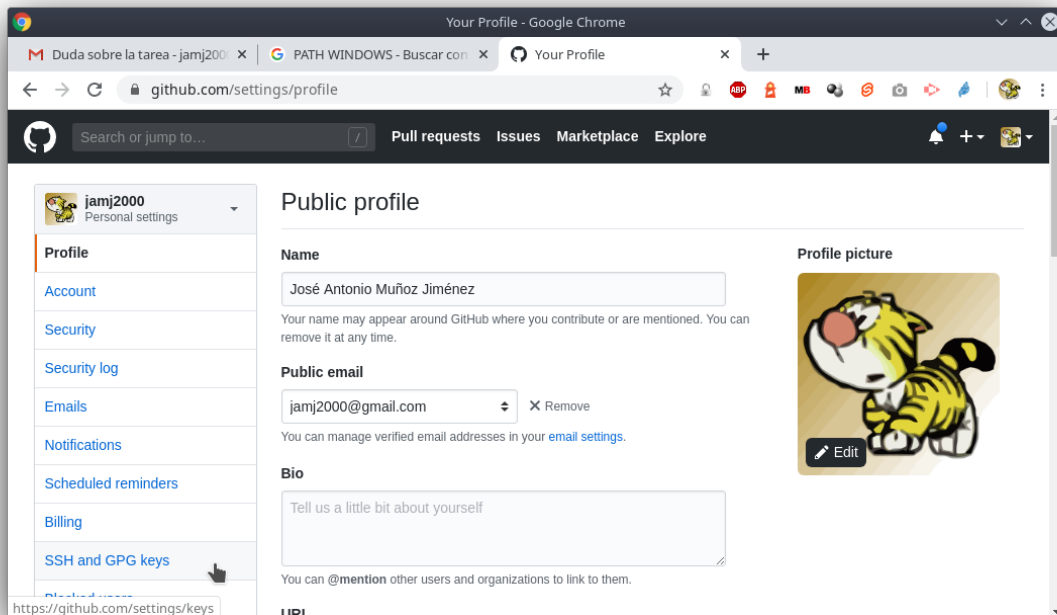 Your Profile - Google Chrome
Duda sobre la tarea - jamj200
PATH WINDOWS - Buscar con
Your Profile
github.com/settings/profile
ABP
MB
Search or jump to…
/
Pull requests
Issues
Marketplace
Explore
jamj2000
Personal settings
Profile
Account
Security
Security log
Emails
Notifications
Scheduled reminders
Billing
SSH and GPG keys
Blocked users
https://github.com/settings/keys
Public profile
Name
José Antonio Muñoz Jiménez
Your name may appear around GitHub where you contribute or are mentioned. You can
remove it at any time.
Public email
jamj2000@gmail.com
Remove
You can manage verified email addresses in your email settings.
Bio
Tell us a little bit about yourself
You can @mention other users and organizations to link to them.
URL
Profile picture
Edit